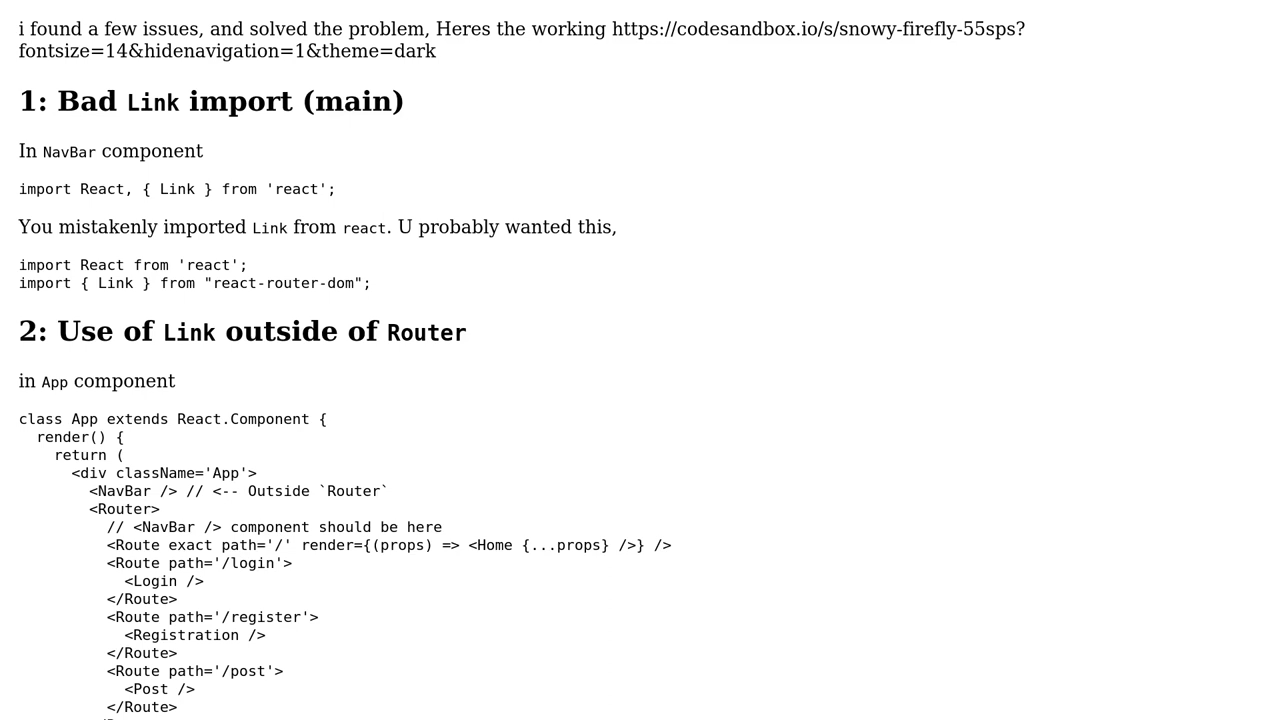 i found a few issues, and solved the problem, Heres the working https://codesandbox.io/s/snowy-firefly-55sps?
fontsize=14&hidenavigation=1&theme=dark
1: Bad Link import (main)
In NavBar component
import React, { Link } from 'react';
You mistakenly imported Link from react. U probably wanted this,
import React from 'react';
import { Link } from "react-router-dom";
2: Use of Link outside of Router
in App component
class App extends React.Component {
  render() {
    return (
      <div className='App'>
        <NavBar /> // <-- Outside `Router`
        <Router>
          // <NavBar /> component should be here
          <Route exact path='/' render={(props) => <Home {...props} />} />
          <Route path='/login'>
            <Login />
          </Route>
          <Route path='/register'>
            <Registration />
          </Route>
          <Route path='/post'>
            <Post />
          </Route>